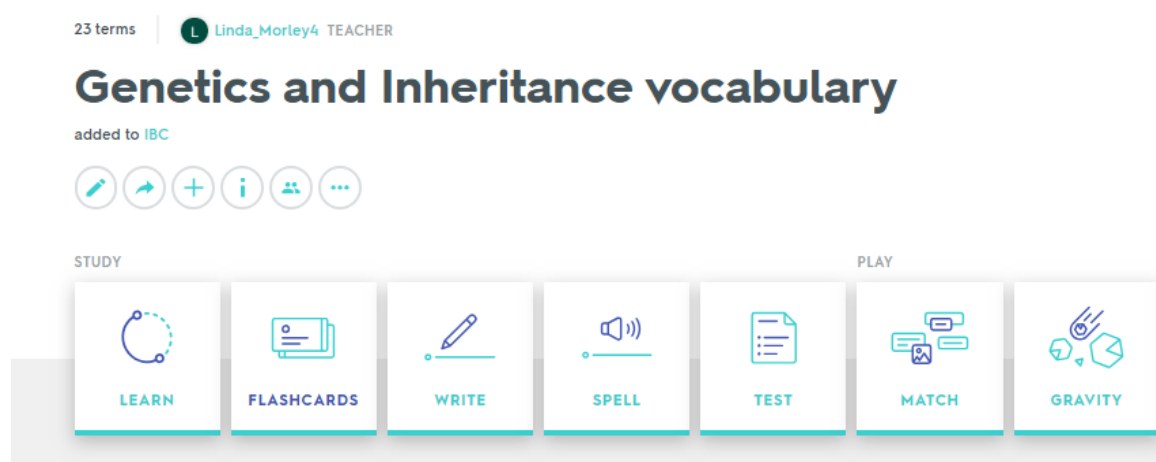 23 terms L Linda_Morley4 TEACHER
Genetics and Inheritance vocabulary
added to IBC
STUDY PLAY
LEARN FLASHCARDS WRITE SPELL TEST MATCH GRAVITY